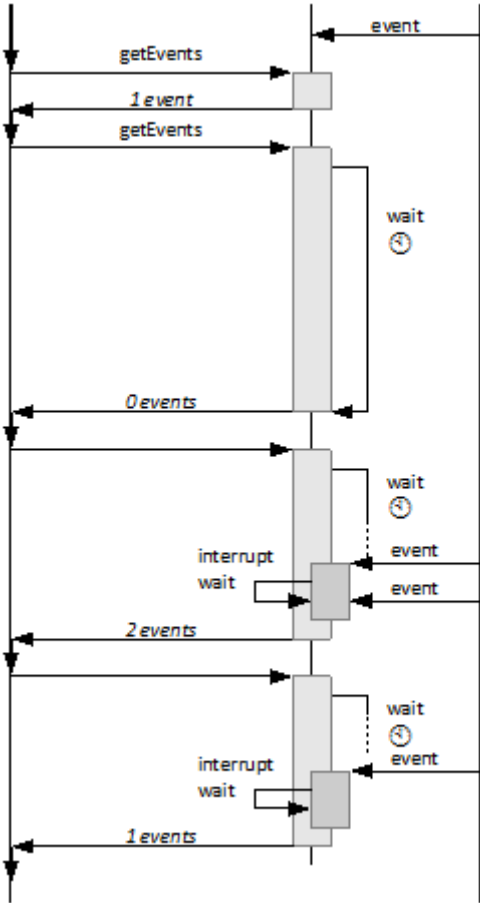 event
getEvents
1 event
getEvents
wait
0 events
wait
event
interrupt
wait
event
2 events
wait
event
interrupt
wait
1 events